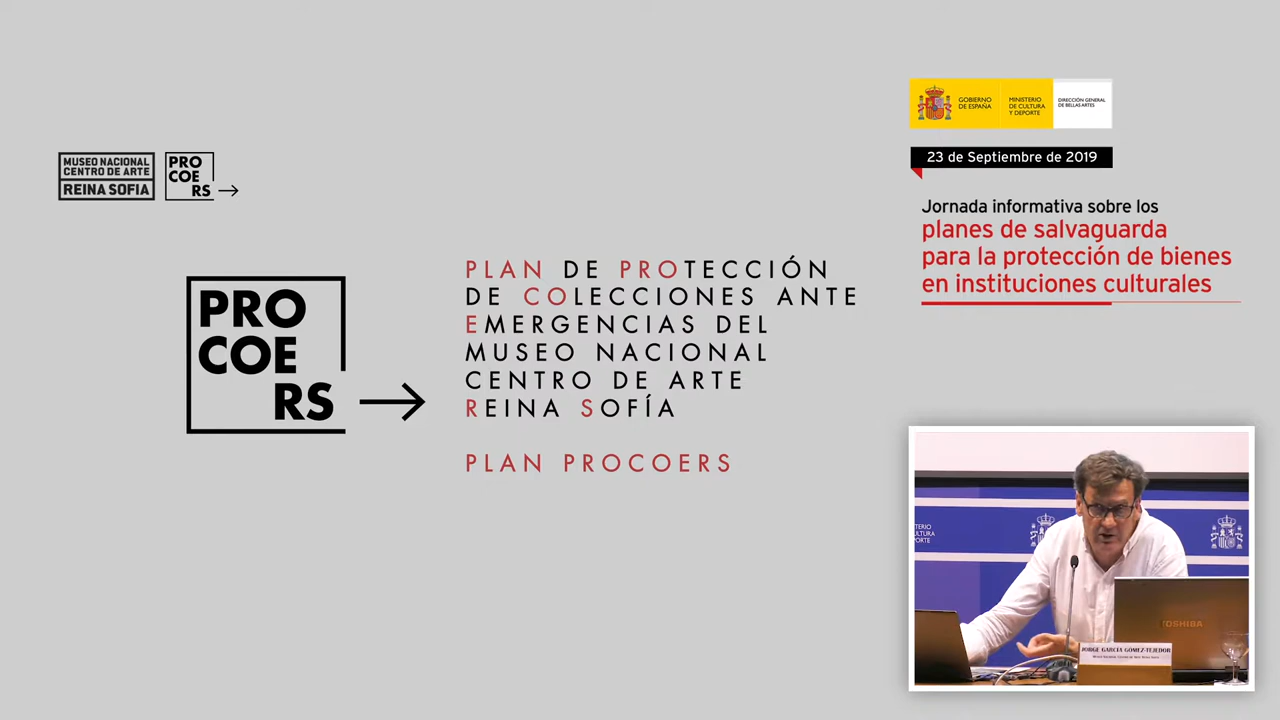 MUSEO NACIONAL
CENTRO DE ARTE
REINA SOFIA
PRO
COE
RS
GOBIERNO
DE ESPAÑA
MINISTERIO
DE CULTURA
Y DEPORTE
DIRECCIÓN GENERAL
DE BELLAS ARTES
23 de Septiembre de 2019
Jornada informativa sobre los
planes de salvaguarda
para la protección de bienes
en instituciones culturales
PRO
COE
RS
PLAN DE PROTECCIÓN
DE COLECCIONES ANTE
EMERGENCIAS DEL
MUSEO NACIONAL
CENTRO DE ARTE
REINA SOFÍA
PLAN PROCOERS
TOSHIBA
JORGE GARCÍA GÓMEZ-TEJEDOR